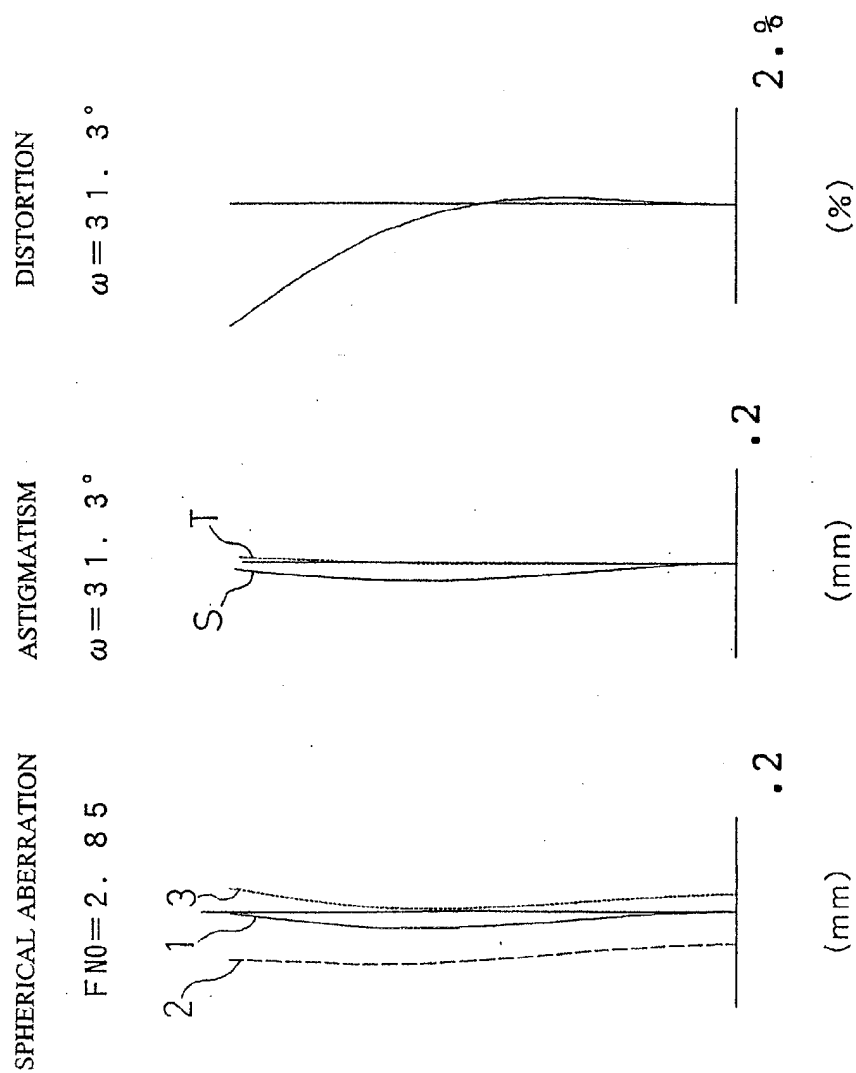 SPHERICAL ABERRATION
FNO=2. 85
1
2
3
.2
(mm)
ASTIGMATISM
ω=31. 3°
S
T
.2
(mm)
DISTORTION
ω=31. 3°
2.%
(%)